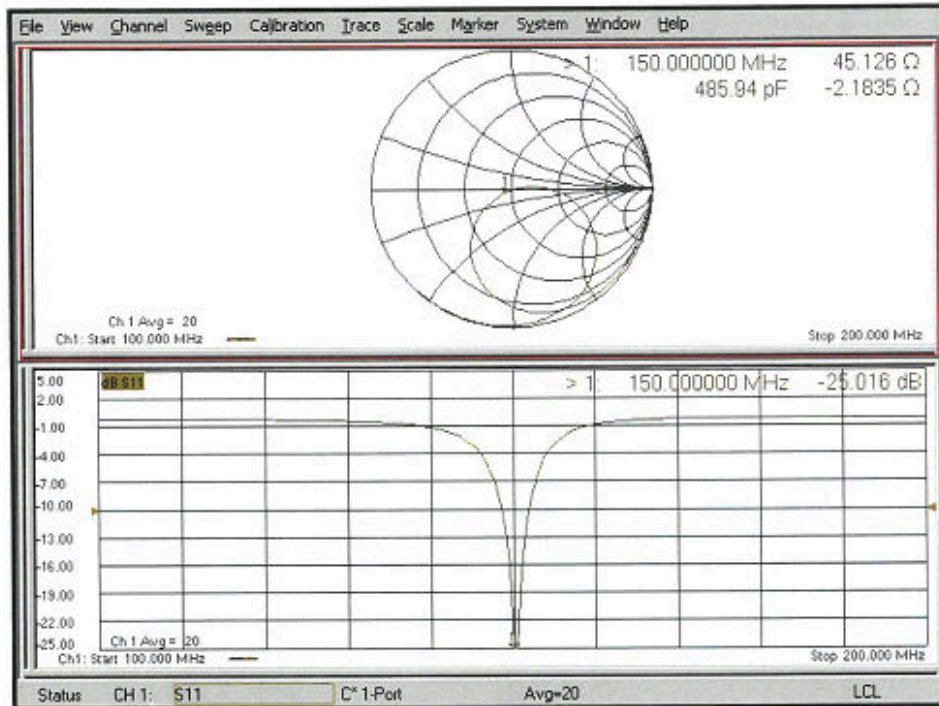 File View Channel Sweep Calibration Trace Scale Marker System Window Help
> 1: 150.000000 MHz 45.126 Ω
485.94 pF -2.1835 Ω
1
Ch 1 Avg = 20
Ch1: Start 100.000 MHz
Stop 200.000 MHz
5.00
dB S11
> 1: 150.000000 MHz -25.016 dB
2.00
-1.00
-4.00
-7.00
-10.00
-13.00
-16.00
-19.00
-22.00
-25.00
Ch 1 Avg = 20
Ch1: Start 100.000 MHz
Stop 200.000 MHz
Status CH 1: S11 C* 1-Port Avg=20 LCL